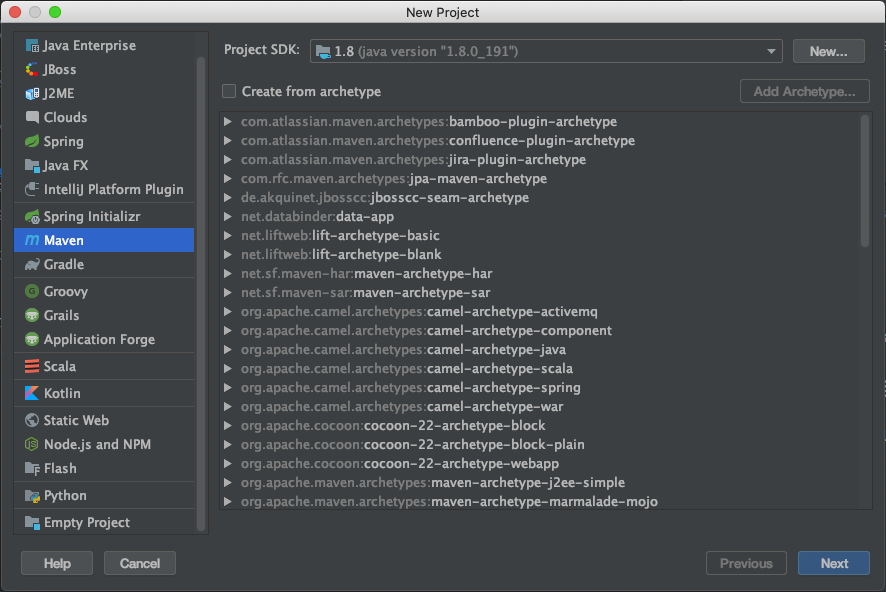 New Project
Java Enterprise
JBoss
J2ME
Clouds
Spring
Java FX
IntelliJ Platform Plugin
Spring Initializr
Maven
Gradle
Groovy
Grails
Application Forge
Scala
Kotlin
Static Web
Node.js and NPM
Flash
Python
Empty Project
Project SDK: 1.8 (java version "1.8.0_191") New...
Create from archetype Add Archetype...
com.atlassian.maven.archetypes:bamboo-plugin-archetype
com.atlassian.maven.archetypes:confluence-plugin-archetype
com.atlassian.maven.archetypes:jira-plugin-archetype
com.rfc.maven.archetypes:jpa-maven-archetype
de.akquinet.jbosscc:jbosscc-seam-archetype
net.databinder:data-app
net.liftweb:lift-archetype-basic
net.liftweb:lift-archetype-blank
net.sf.maven-har:maven-archetype-har
net.sf.maven-sar:maven-archetype-sar
org.apache.camel.archetypes:camel-archetype-activemq
org.apache.camel.archetypes:camel-archetype-component
org.apache.camel.archetypes:camel-archetype-java
org.apache.camel.archetypes:camel-archetype-scala
org.apache.camel.archetypes:camel-archetype-spring
org.apache.camel.archetypes:camel-archetype-war
org.apache.cocoon:cocoon-22-archetype-block
org.apache.cocoon:cocoon-22-archetype-block-plain
org.apache.cocoon:cocoon-22-archetype-webapp
org.apache.maven.archetypes:maven-archetype-j2ee-simple
org.apache.maven.archetypes:maven-archetype-marmalade-mojo
Help Cancel Previous Next